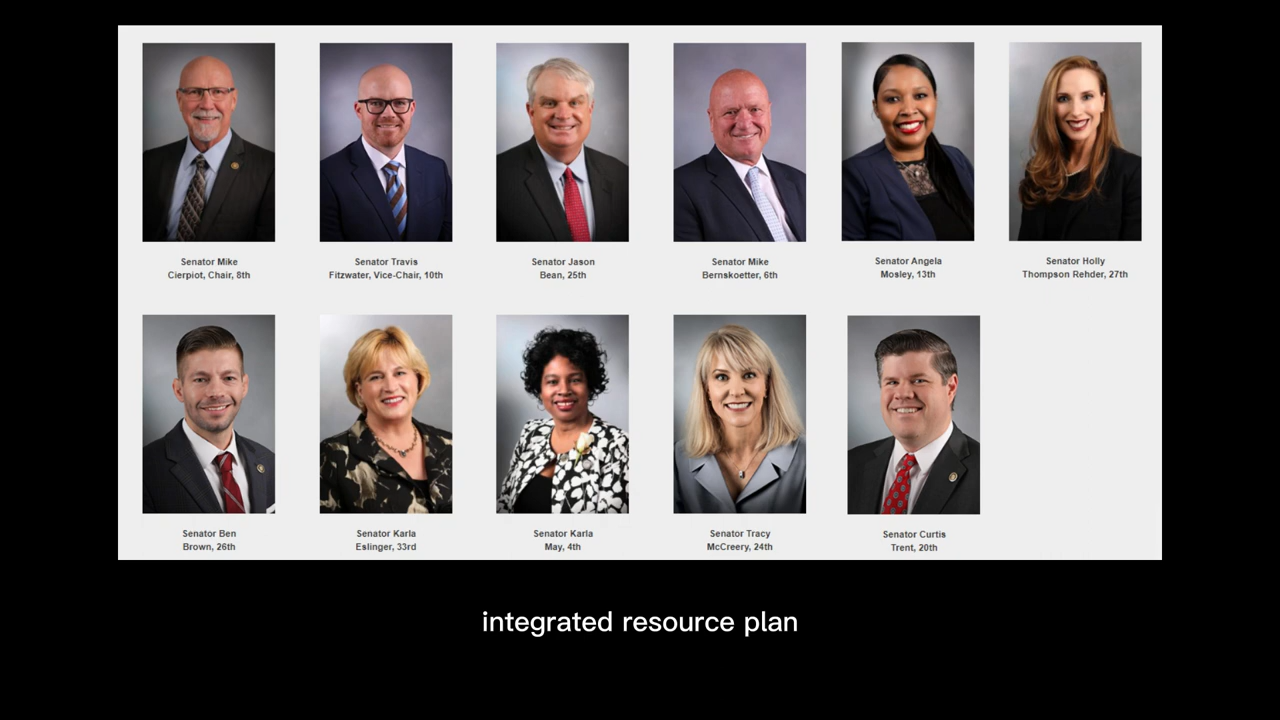 Senator Mike
Cierpiot, Chair, 8th
Senator Travis
Fitzwater, Vice-Chair, 10th
Senator Jason
Bean, 25th
Senator Mike
Bernskoetter, 6th
Senator Angela
Mosley, 13th
Senator Holly
Thompson Rehder, 27th
Senator Ben
Brown, 26th
Senator Karla
Eslinger, 33rd
Senator Karla
May, 4th
Senator Tracy
McCreery, 24th
Senator Curtis
Trent, 20th
integrated resource plan